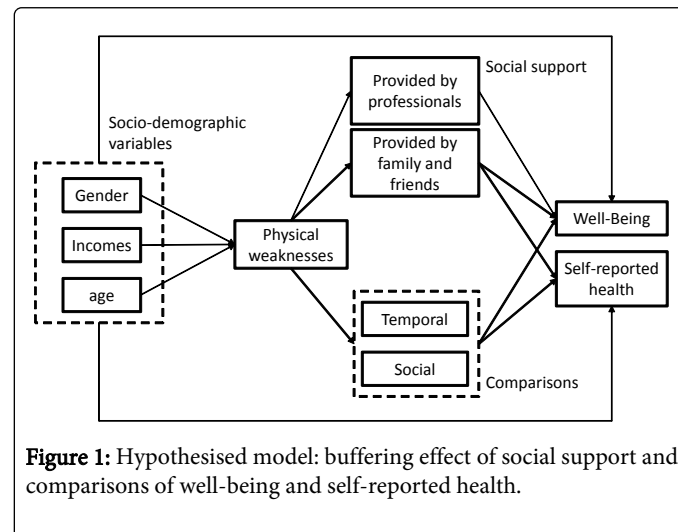 Socio-demographic
variables
Gender
Incomes
age
Physical
weaknesses
Social support
Provided by
professionals
Provided by
family and
friends
Temporal
Social
Comparisons
Well-Being
Self-reported
health
Figure 1: Hypothesised model: buffering effect of social support and
comparisons of well-being and self-reported health.